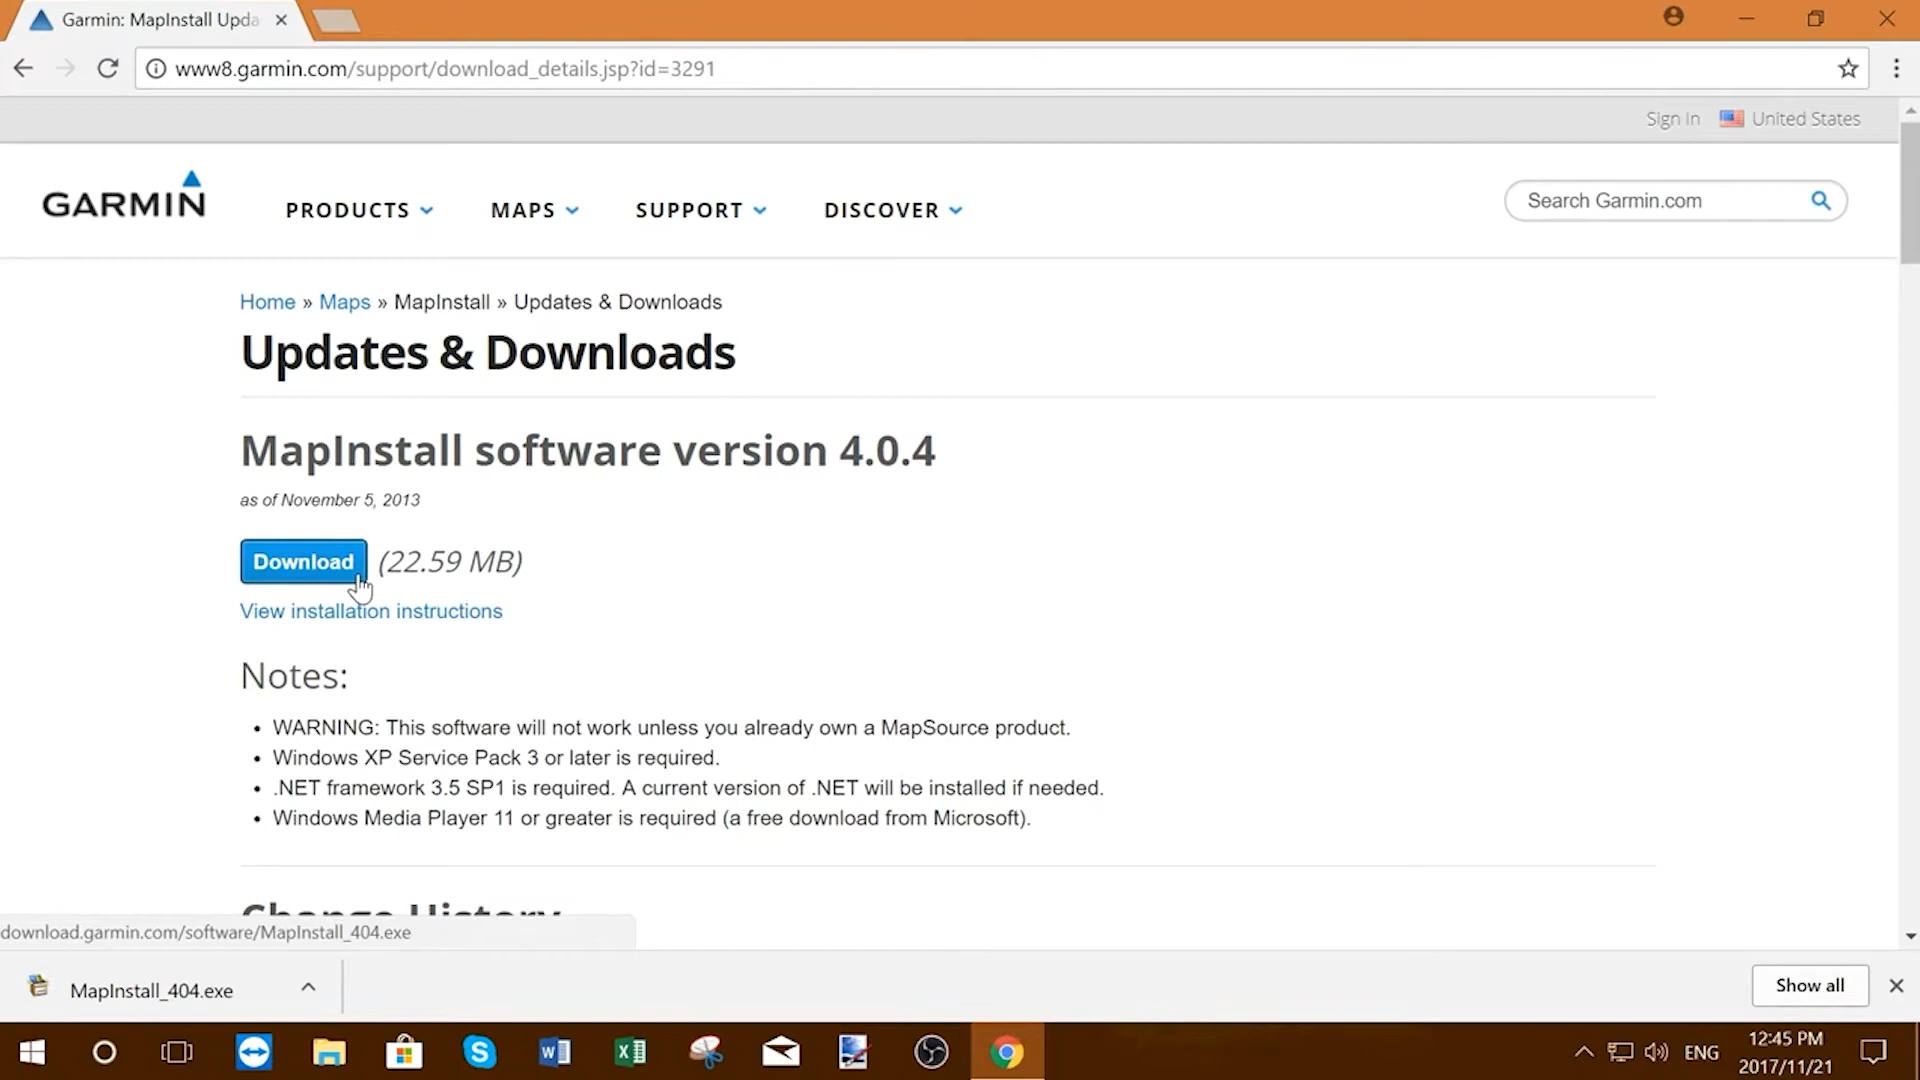 Garmin: MapInstall Upda
www8.garmin.com/support/download_details.jsp?id=3291
Sign In United States
GARMIN
PRODUCTS MAPS SUPPORT DISCOVER
Search Garmin.com
Home » Maps » MapInstall » Updates & Downloads
Updates & Downloads
MapInstall software version 4.0.4
as of November 5, 2013
Download (22.59 MB)
View installation instructions
Notes:
• WARNING: This software will not work unless you already own a MapSource product.
• Windows XP Service Pack 3 or later is required.
• .NET framework 3.5 SP1 is required. A current version of .NET will be installed if needed.
• Windows Media Player 11 or greater is required (a free download from Microsoft).
Change History
download.garmin.com/software/MapInstall_404.exe
MapInstall_404.exe
Show all
ENG
12:45 PM
2017/11/21